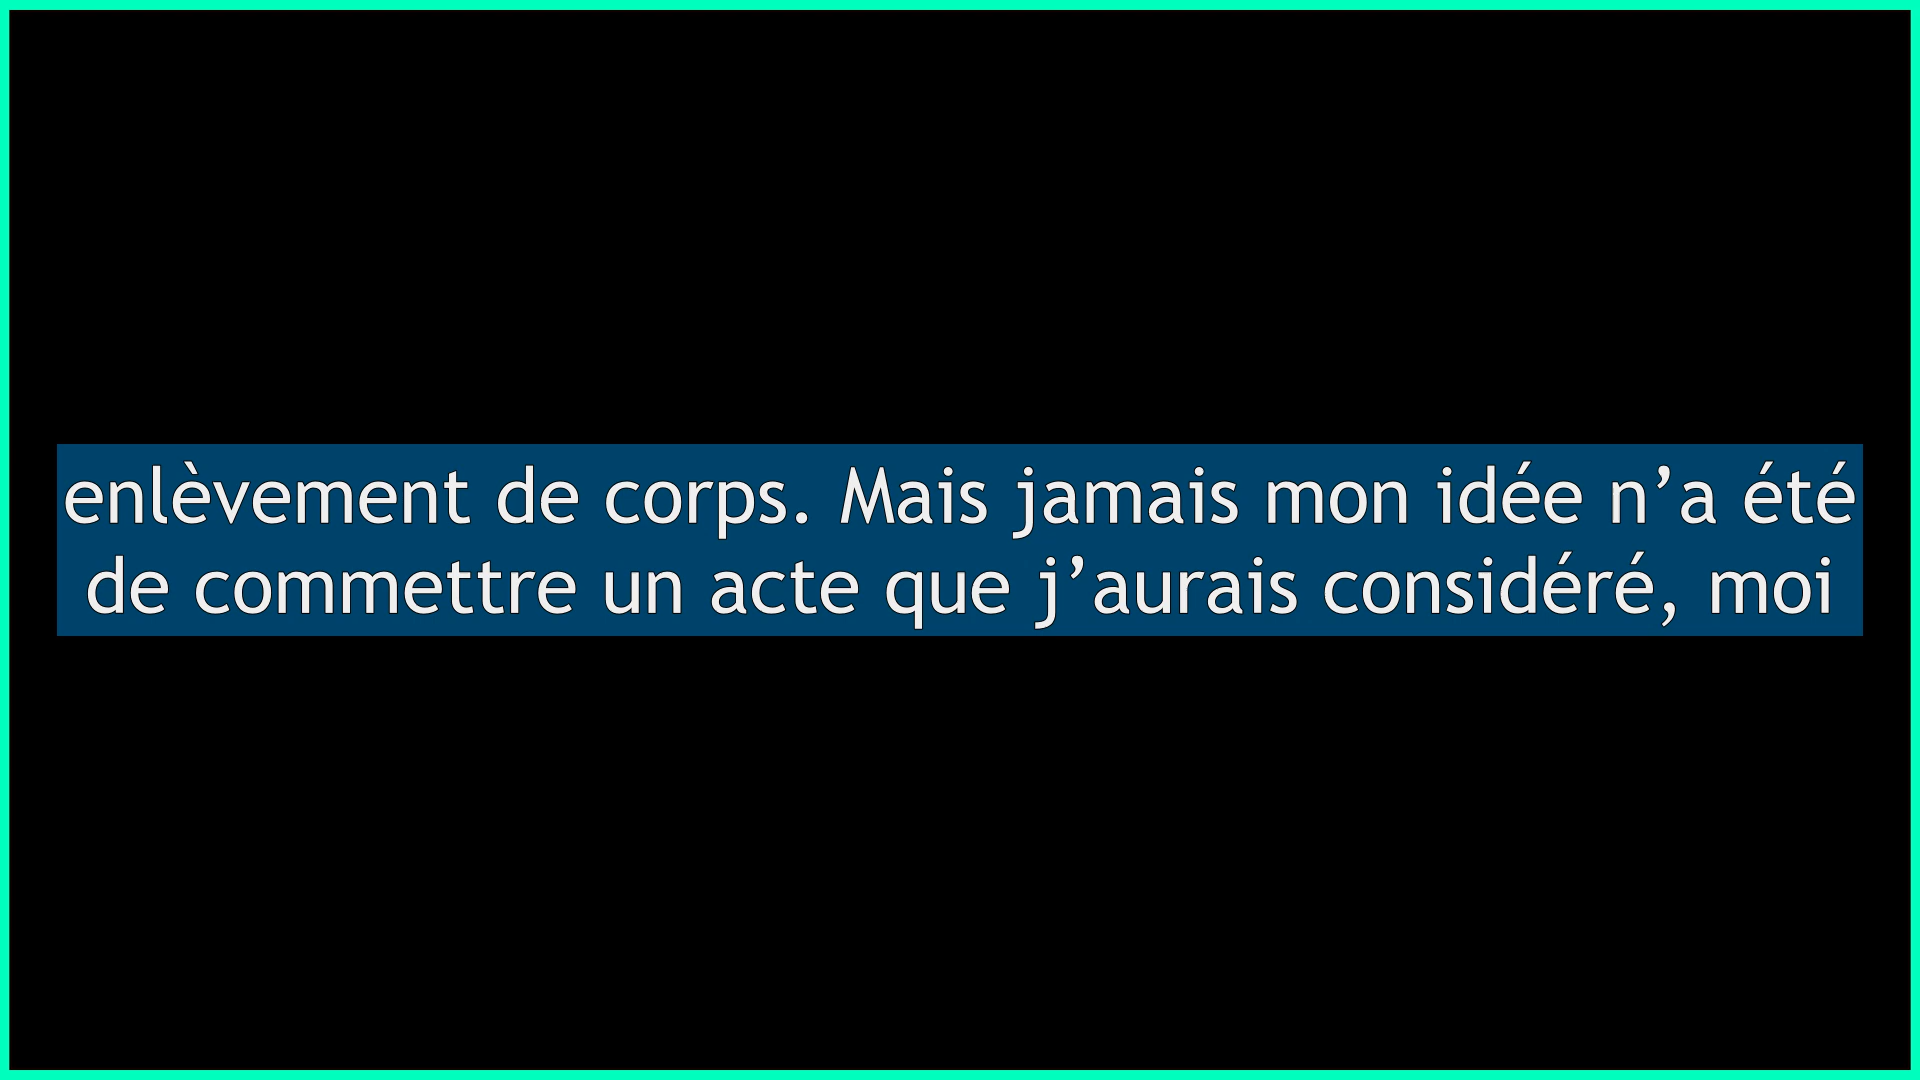 enlèvement de corps. Mais jamais mon idée n’a été
de commettre un acte que j’aurais considéré, moi